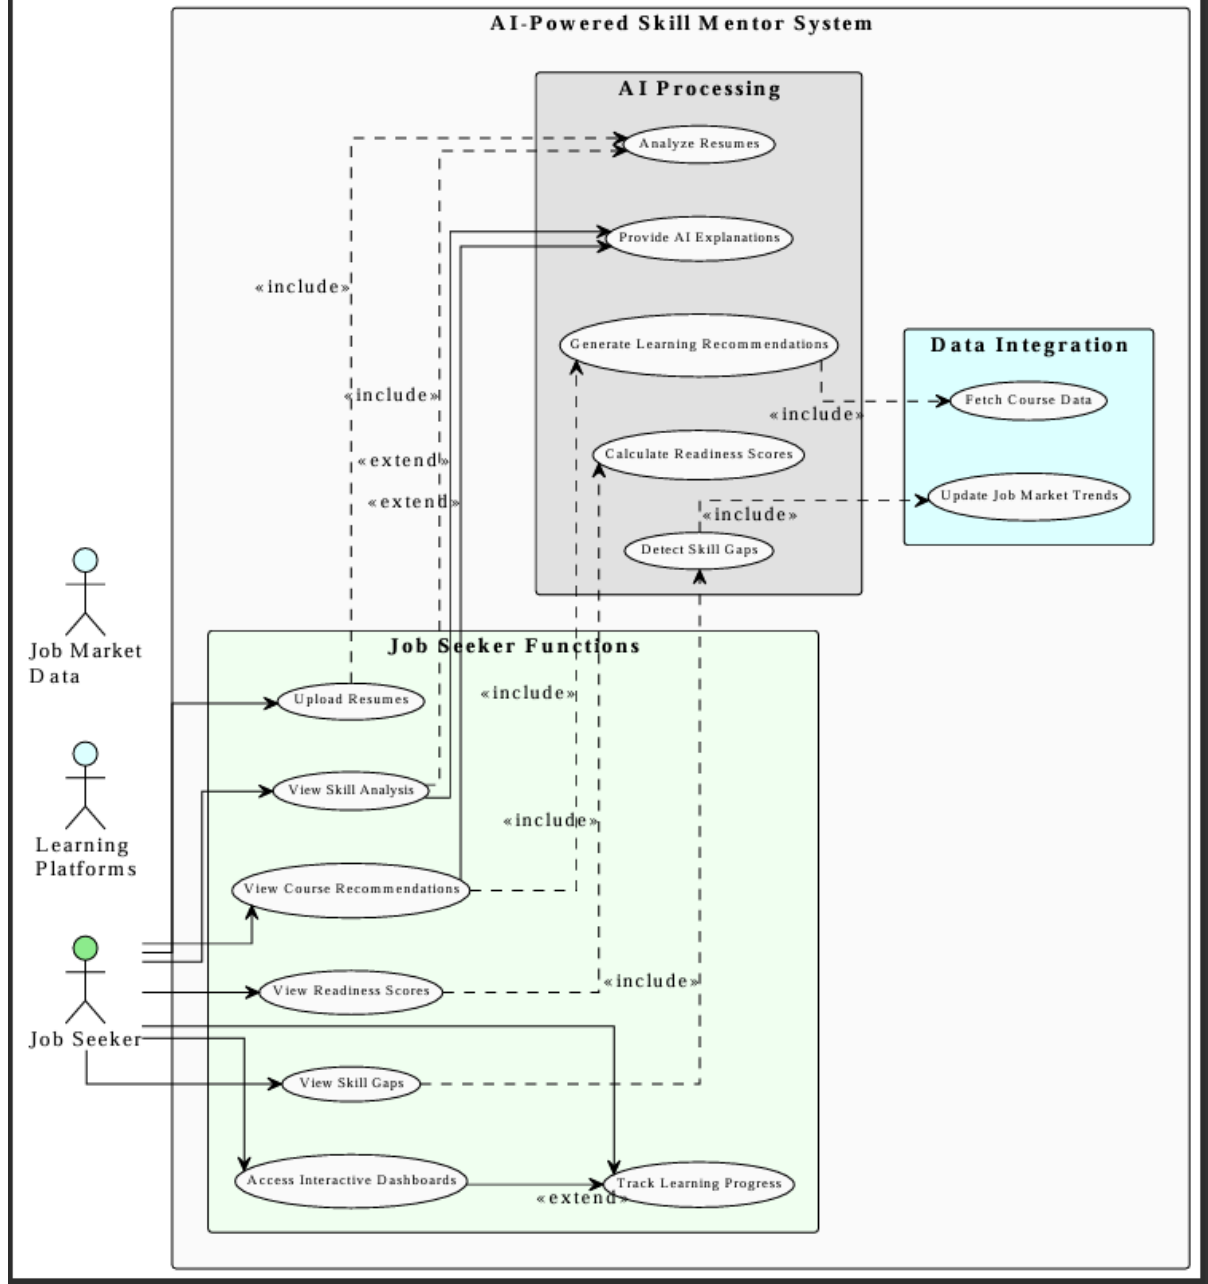 AI-Powered Skill Mentor System
AI Processing
Analyze Resumes
Provide AI Explanations
«include»
Generate Learning Recommendations
Data Integration
«include»
Fetch Course Data
«include»
«extend»
Calculate Readiness Scores
«extend»
Update Job Market Trends
«include»
Detect Skill Gaps
Job Market
Data
Job Seeker Functions
«include»
Upload Resumes
View Skill Analysis
«include»
Learning
Platforms
View Course Recommendations
«include»
View Readiness Scores
Job Seeker
View Skill Gaps
Access Interactive Dashboards
Track Learning Progress
«extend»